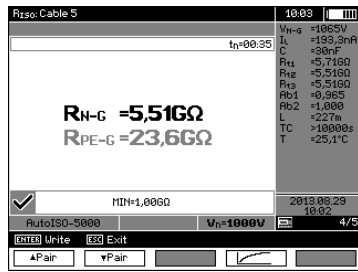 RISO: Cable 5
10:03
tn=00:35
RN-G =5,51GΩ
RPE-G =23,6GΩ
MIN=1,00GΩ
AutoISO-5000
Vn=1000V
VN-G =1065V
IL =193,3nA
C =30nF
Rt1 =5,71GΩ
Rt2 =5,51GΩ
Rt3 =5,51GΩ
Ab1 =0,965
Ab2 =1,000
L =227m
TC >10000s
T =25,1°C
2013.08.29
10:02
4/5
ENTER Write ESC Exit
▲Pair ▼Pair